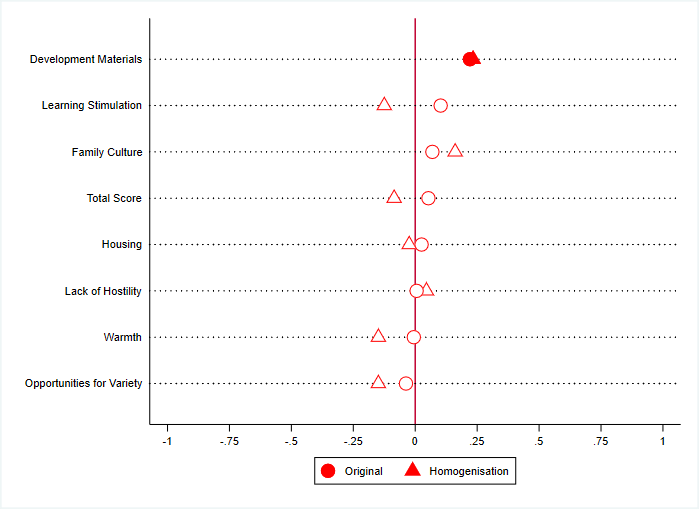 Development Materials
Learning Stimulation
Family Culture
Total Score
Housing
Lack of Hostility
Warmth
Opportunities for Variety
-1 -.75 -.5 -.25 0 .25 .5 .75 1
Original Homogenisation